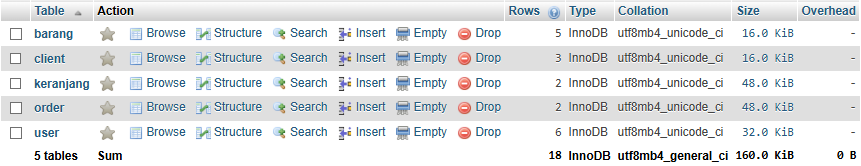 Table Action Rows Type Collation Size Overhead
barang Browse Structure Search Insert Empty Drop 5 InnoDB utf8mb4_unicode_ci 16.0 KiB -
client Browse Structure Search Insert Empty Drop 3 InnoDB utf8mb4_unicode_ci 16.0 KiB -
keranjang Browse Structure Search Insert Empty Drop 2 InnoDB utf8mb4_unicode_ci 48.0 KiB -
order Browse Structure Search Insert Empty Drop 2 InnoDB utf8mb4_unicode_ci 48.0 KiB -
user Browse Structure Search Insert Empty Drop 6 InnoDB utf8mb4_unicode_ci 32.0 KiB -
5 tables Sum 18 InnoDB utf8mb4_general_ci 160.0 KiB 0 B